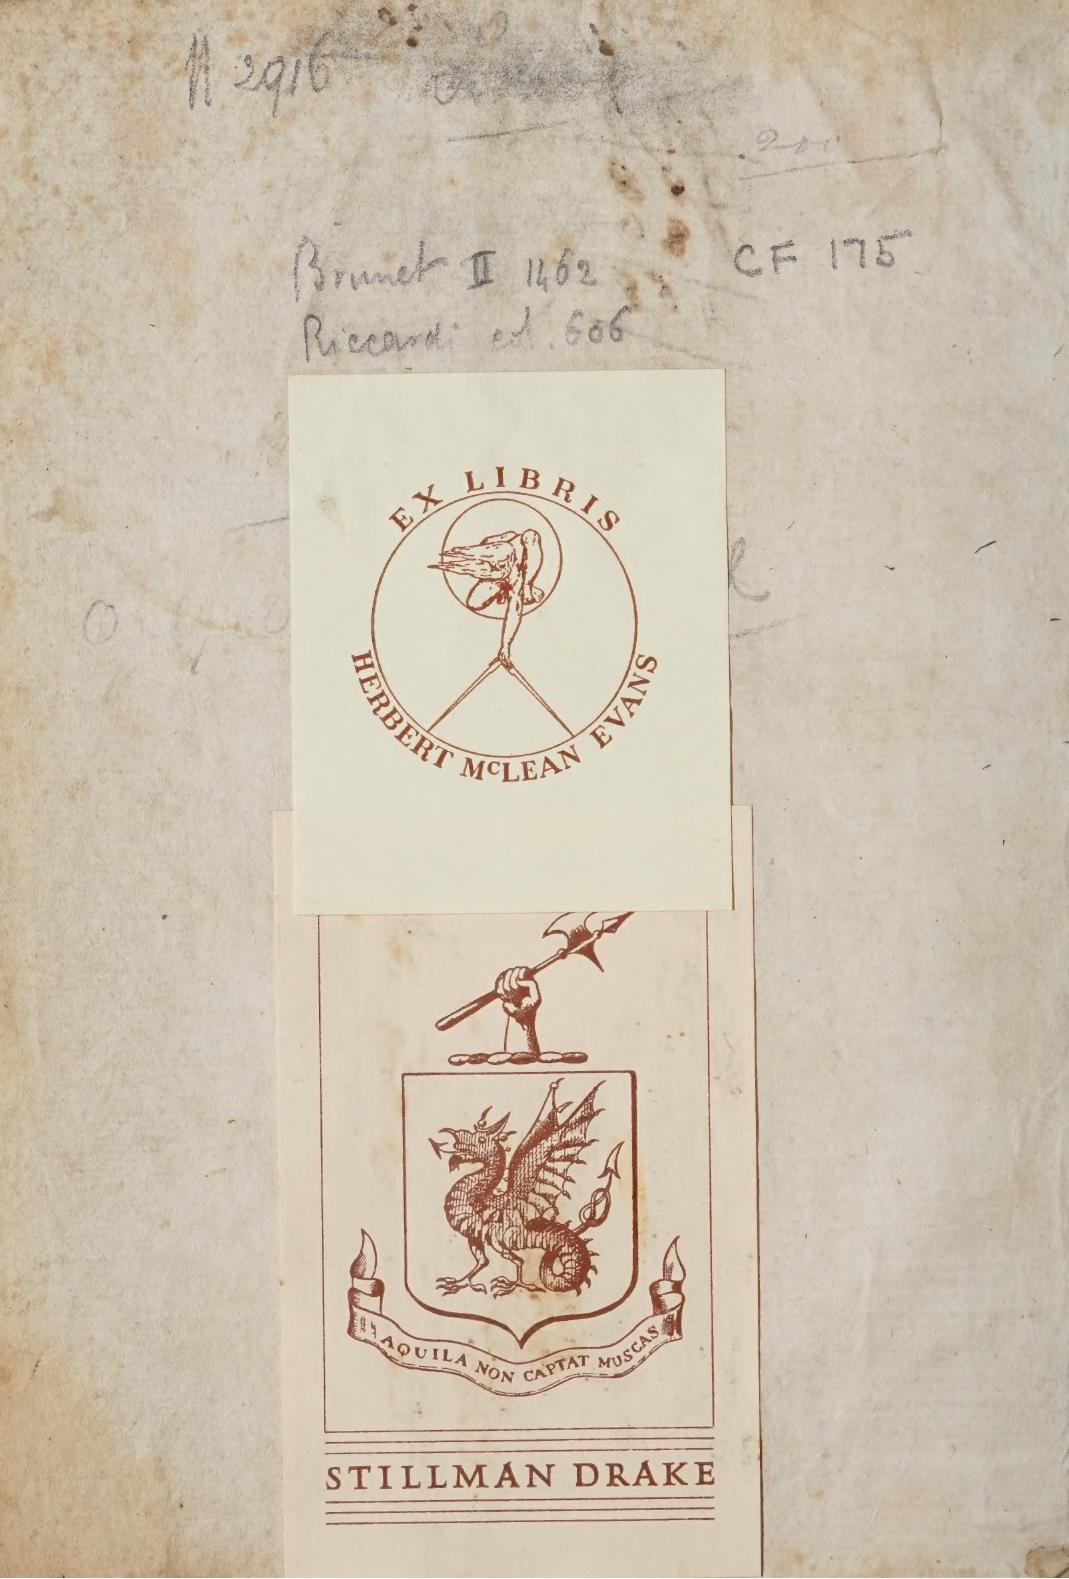 2916
Brunet II 1462
CF 175
Riccardi col. 606
EX LIBRIS
HERBERT McLEAN EVANS
AQUILA NON CAPTAT MUSCAS
STILLMAN DRAKE